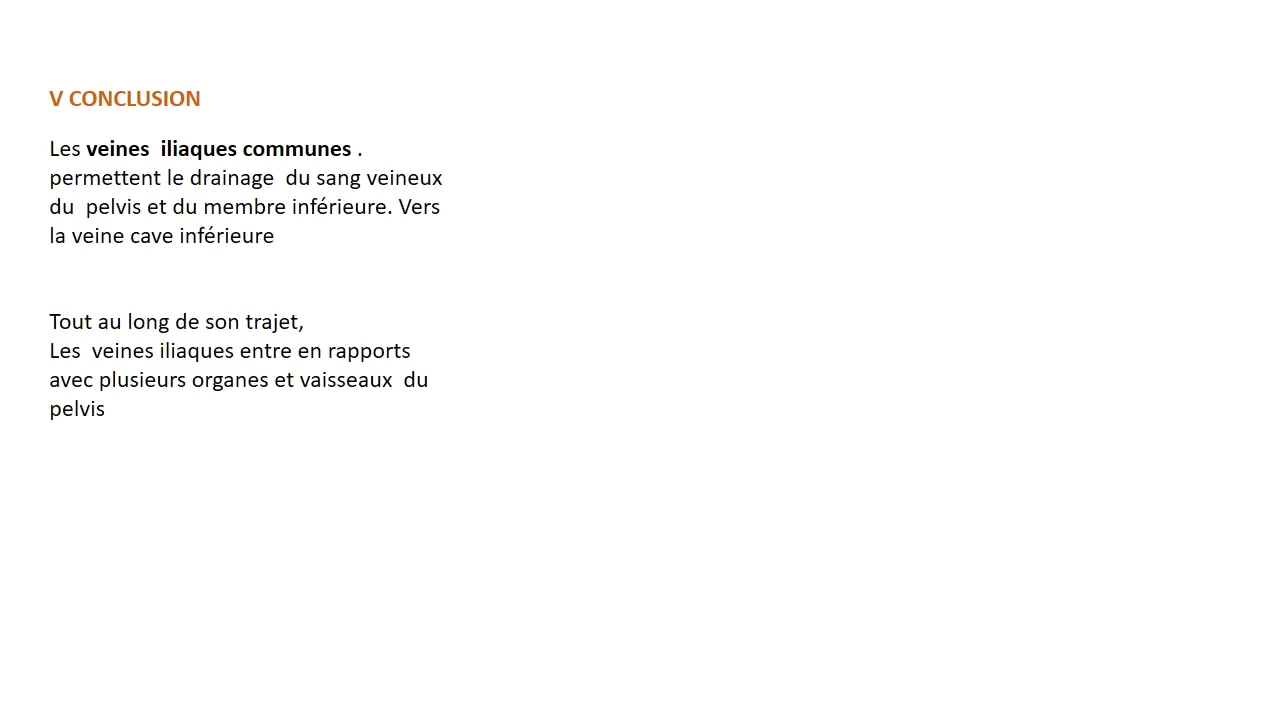 V CONCLUSION
Les veines  iliaques communes .
permettent le drainage  du sang veineux
du  pelvis et du membre inférieure. Vers
la veine cave inférieure
Tout au long de son trajet,
Les  veines iliaques entre en rapports
avec plusieurs organes et vaisseaux  du
pelvis